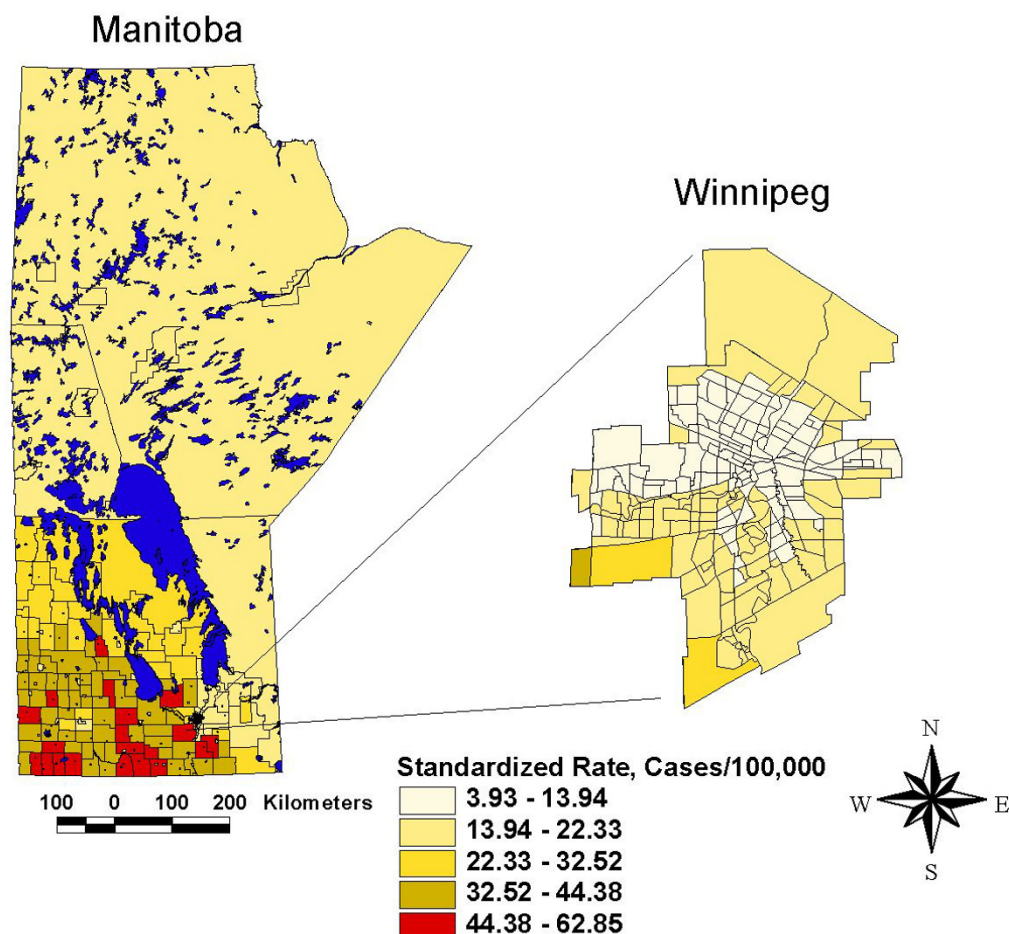 Manitoba
Winnipeg
100 0 100 200 Kilometers
Standardized Rate, Cases/100,000
3.93 - 13.94
13.94 - 22.33
22.33 - 32.52
32.52 - 44.38
44.38 - 62.85
N
W E
S